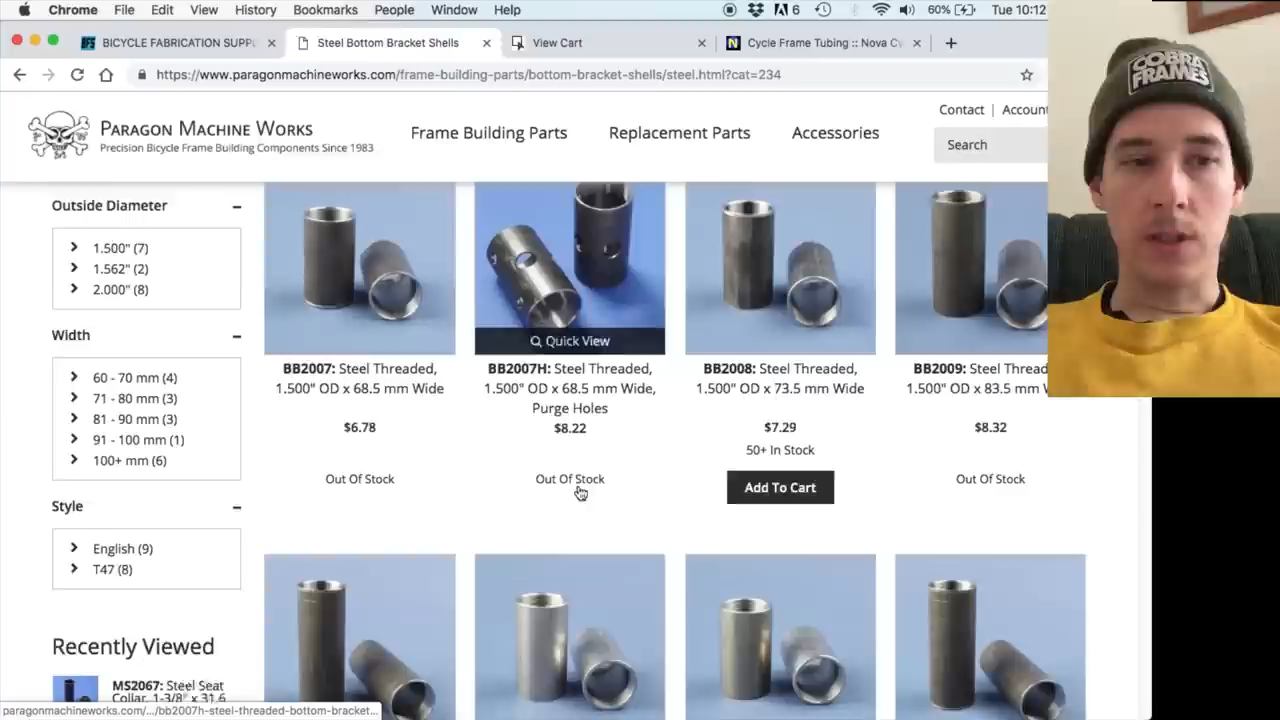 Chrome File Edit View History Bookmarks People Window Help 6 60% Tue 10:12
BICYCLE FABRICATION SUPP
Steel Bottom Bracket Shells
View Cart
Cycle Frame Tubing :: Nova Cy
https://www.paragonmachineworks.com/frame-building-parts/bottom-bracket-shells/steel.html?cat=234
PARAGON MACHINE WORKS
Precision Bicycle Frame Building Components Since 1983
Frame Building Parts Replacement Parts Accessories
Contact | Accoun
Search
COBRA
FRAMES
Outside Diameter
1.500" (7)
1.562" (2)
2.000" (8)
Width
60 - 70 mm (4)
71 - 80 mm (3)
81 - 90 mm (3)
91 - 100 mm (1)
100+ mm (6)
Style
English (9)
T47 (8)
Recently Viewed
MS2067: Steel Seat
Collar, 1-3/8" x 31.6
BB2007: Steel Threaded,
1.500" OD x 68.5 mm Wide
$6.78
Out Of Stock
Quick View
BB2007H: Steel Threaded,
1.500" OD x 68.5 mm Wide,
Purge Holes
$8.22
Out Of Stock
BB2008: Steel Threaded,
1.500" OD x 73.5 mm Wide
$7.29
50+ In Stock
Add To Cart
BB2009: Steel Thread
1.500" OD x 83.5 mm W
$8.32
Out Of Stock
paragonmachineworks.com/.../bb2007h-steel-threaded-bottom-bracket...